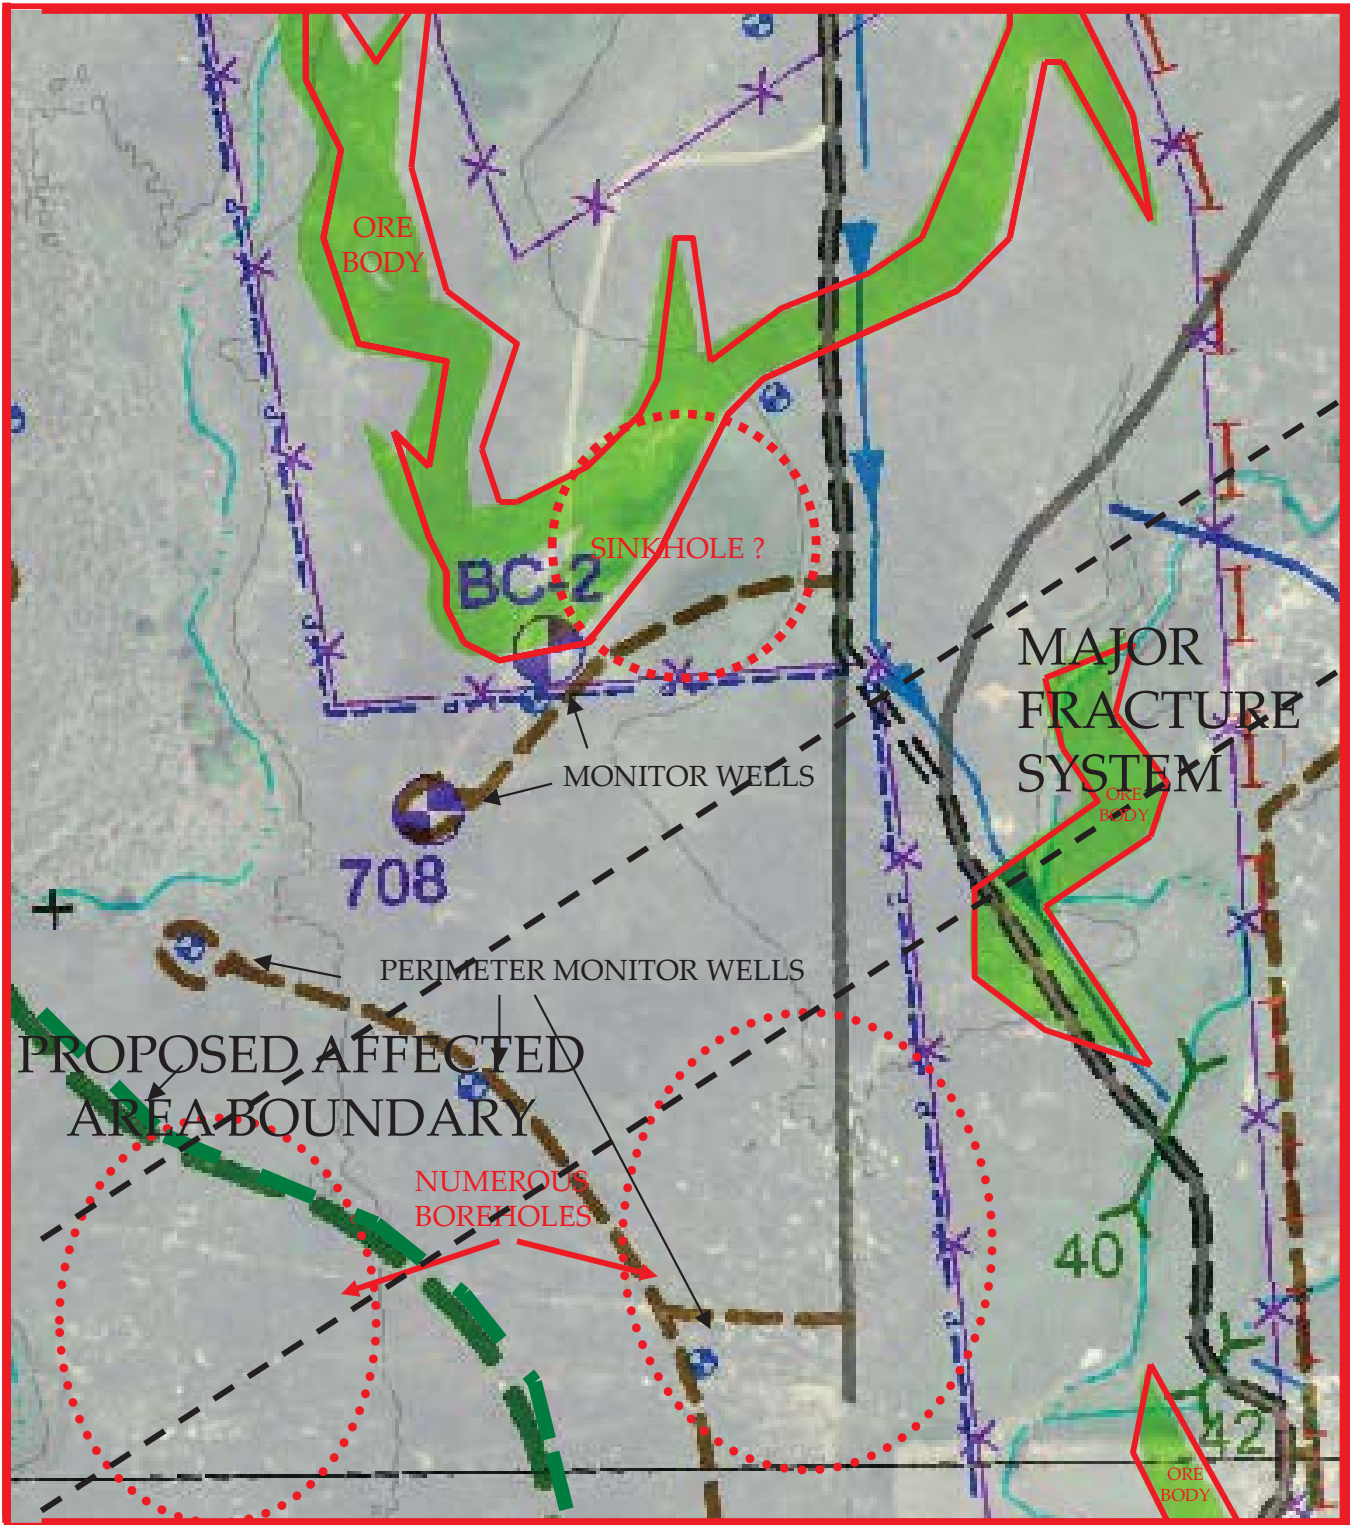 ORE
BODY
SINKHOLE ?
BC-2
MAJOR
FRACTURE
SYSTEM
ORE
BODY
MONITOR WELLS
708
PERIMETER MONITOR WELLS
PROPOSED AFFECTED
AREA BOUNDARY
NUMEROUS
BOREHOLES
40
42
ORE
BODY